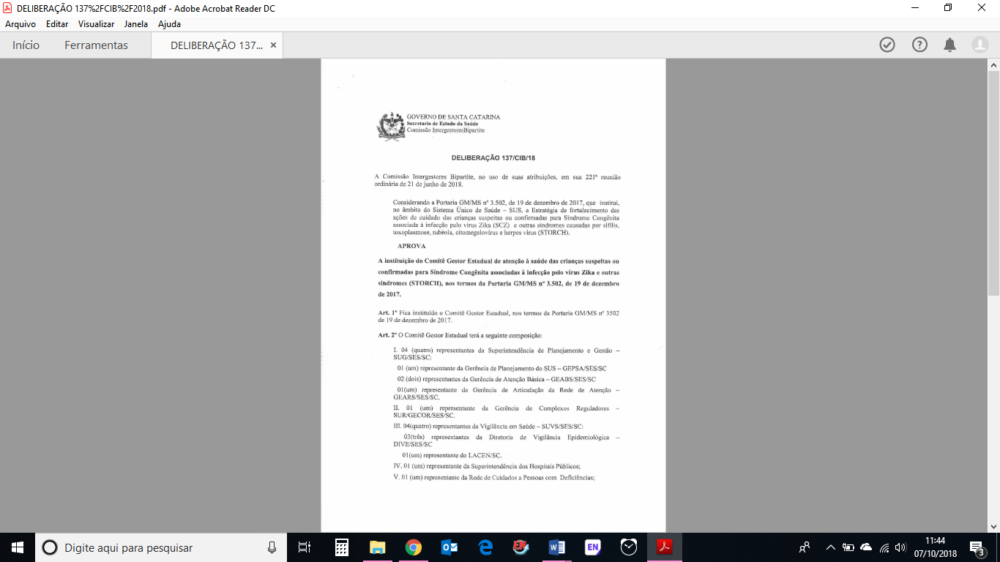 DELIBERAÇÃO 137%2FCIB%2F2018.pdf - Adobe Acrobat Reader DC
Arquivo Editar Visualizar Janela Ajuda
Início Ferramentas DELIBERAÇÃO 137... ×
GOVERNO DE SANTA CATARINA
Secretaria de Estado da Saúde
Comissão IntergestoresBipartite
DELIBERAÇÃO 137/CIB/18
A Comissão Intergestores Bipartite, no uso de suas atribuições, em sua 221ª reunião
ordinária de 21 de junho de 2018.
Considerando a Portaria GM/MS nº 3.502, de 19 de dezembro de 2017, que institui,
no âmbito do Sistema Único de Saúde – SUS, a Estratégia de fortalecimento das
ações de cuidado das crianças suspeitas ou confirmadas para Síndrome Congênita
associada à infecção pelo vírus Zika (SCZ) e outras síndromes causadas por sífilis,
toxoplasmose, rubéola, citomegalovírus e herpes vírus (STORCH).
APROVA
A instituição do Comitê Gestor Estadual de atenção à saúde das crianças suspeitas ou
confirmadas para Síndrome Congênita associadas à infecção pelo vírus Zika e outras
síndromes (STORCH), nos termos da Portaria GM/MS nº 3.502, de 19 de dezembro
de 2017.
Art. 1º Fica instituído o Comitê Gestor Estadual, nos termos da Portaria GM/MS nº 3502
de 19 de dezembro de 2017.
Art. 2º O Comitê Gestor Estadual terá a seguinte composição:
I. 04 (quatro) representantes da Superintendência de Planejamento e Gestão –
SUG/SES/SC:
01 (um) representante da Gerência de Planejamento do SUS – GEPSA/SES/SC
02 (dois) representantes da Gerência de Atenção Básica – GEABS/SES/SC
01(um) representante da Gerência de Articulação da Rede de Atenção –
GEARS/SES/SC.
II. 01 (um) representante da Gerência de Complexos Reguladores –
SUR/GECOR/SES/SC.
III. 04(quatro) representantes da Vigilância em Saúde – SUVS/SES/SC:
03(três) representantes da Diretoria de Vigilância Epidemiológica –
DIVE/SES/SC
01(um) representante do LACEN/SC.
IV. 01 (um) representante da Superintendência dos Hospitais Públicos;
V. 01 (um) representante da Rede de Cuidados a Pessoas com Deficiências;
Digite aqui para pesquisar
EN
11:44
07/10/2018
3